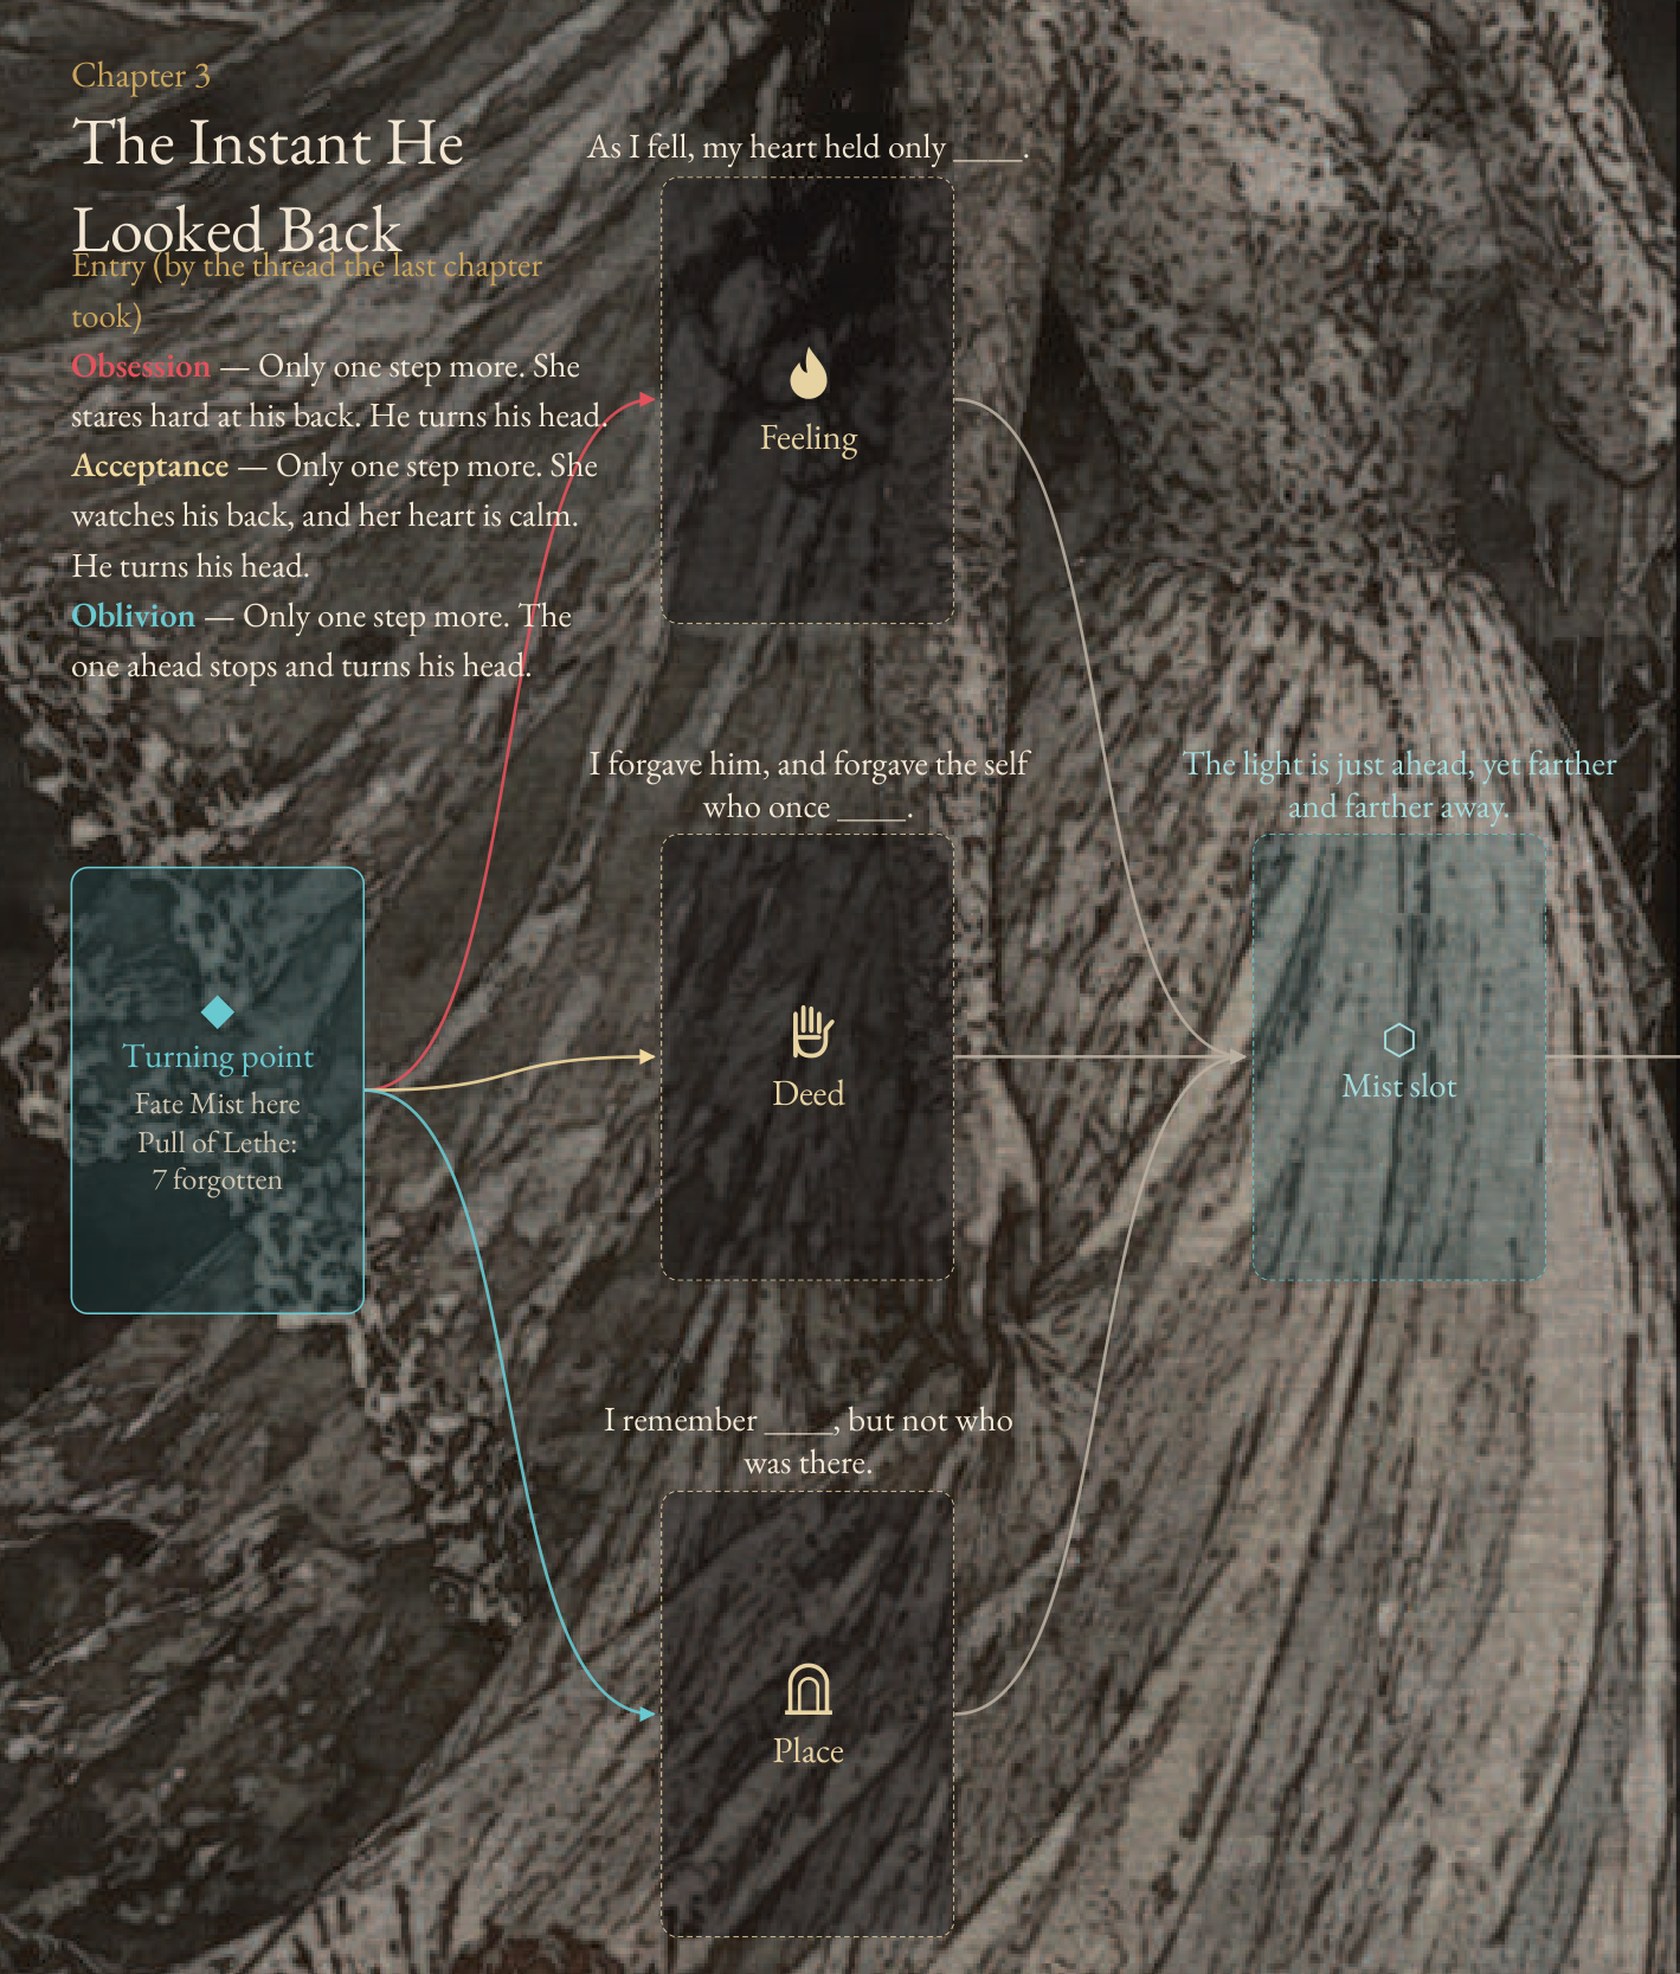 Chapter 3
The Instant He
Looked Back
Entry (by the thread the last chapter
took)
Obsession — Only one step more. She
stares hard at his back. He turns his head.
Acceptance — Only one step more. She
watches his back, and her heart is calm.
He turns his head.
Oblivion — Only one step more. The
one ahead stops and turns his head.
Turning point
Fate Mist here
Pull of Lethe:
7 forgotten
As I fell, my heart held only _____.
Feeling
I forgave him, and forgave the self
who once _____.
Deed
I remember _____, but not who
was there.
Place
The light is just ahead, yet farther
and farther away.
Mist slot